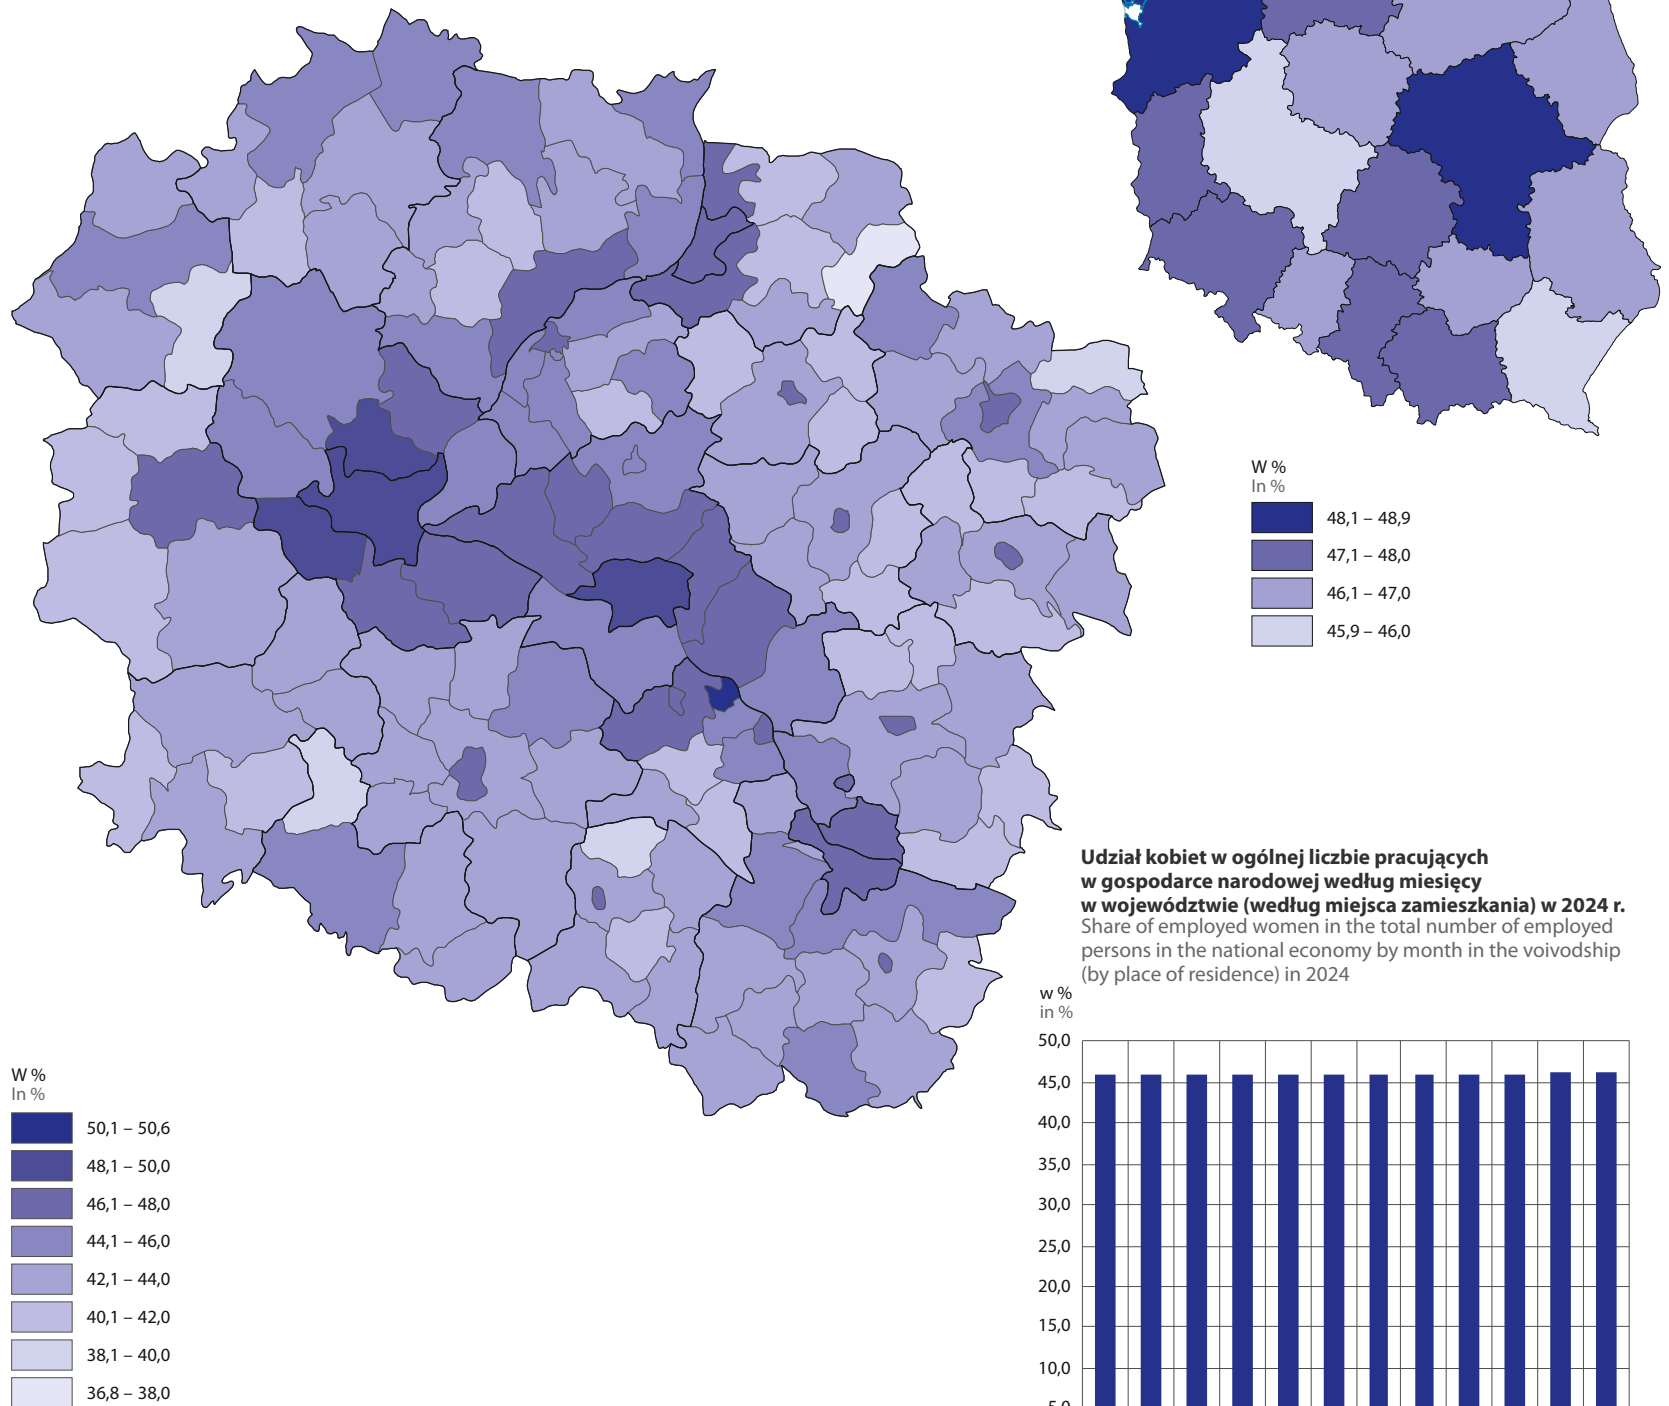 W %
In %
48,1 – 48,9
47,1 – 48,0
46,1 – 47,0
45,9 – 46,0
Udział kobiet w ogólnej liczbie pracujących
w gospodarce narodowej według miesięcy
w województwie (według miejsca zamieszkania) w 2024 r.
Share of employed women in the total number of employed
persons in the national economy by month in the voivodship
(by place of residence) in 2024
w %
in %
50,0
45,0
40,0
35,0
30,0
25,0
20,0
15,0
10,0
5,0
W %
In %
50,1 – 50,6
48,1 – 50,0
46,1 – 48,0
44,1 – 46,0
42,1 – 44,0
40,1 – 42,0
38,1 – 40,0
36,8 – 38,0